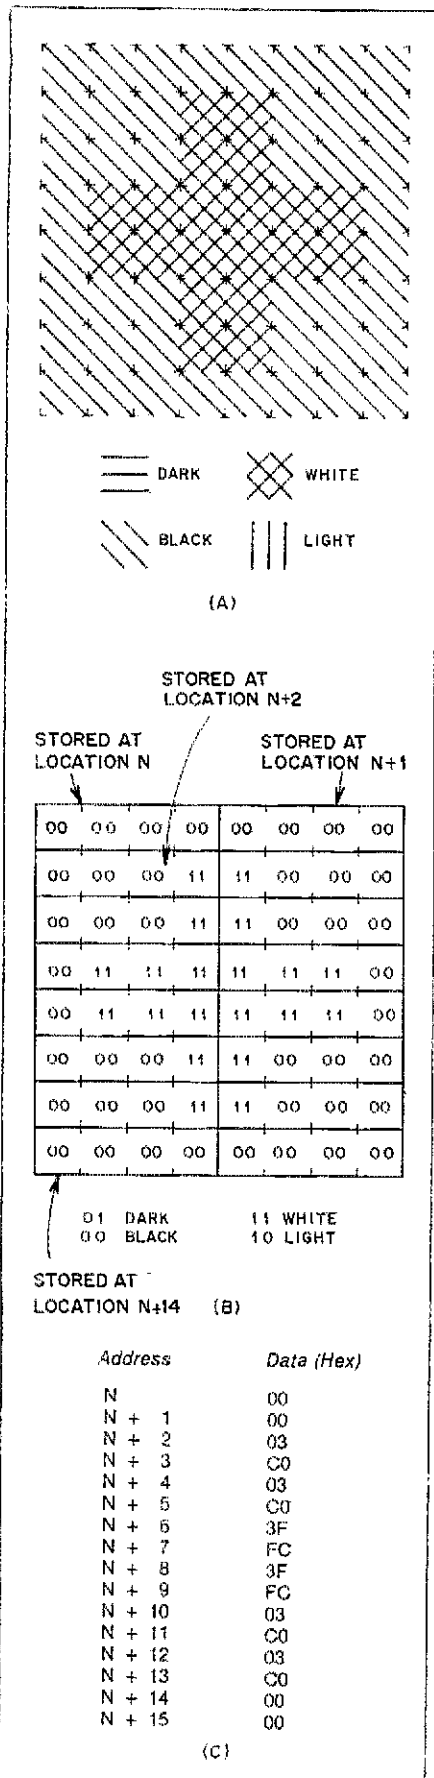 DARK WHITE
BLACK LIGHT
(A)
STORED AT
LOCATION N+2
STORED AT
LOCATION N
STORED AT
LOCATION N+1
00 00 00 00 00 00 00 00
00 00 00 11 11 00 00 00
00 00 00 11 11 00 00 00
00 11 11 11 11 11 11 00
00 11 11 11 11 11 11 00
00 00 00 11 11 00 00 00
00 00 00 11 11 00 00 00
00 00 00 00 00 00 00 00
01 DARK 11 WHITE
00 BLACK 10 LIGHT
STORED AT
LOCATION N+14 (B)
Address Data (Hex)
N 00
N + 1 00
N + 2 03
N + 3 C0
N + 4 03
N + 5 C0
N + 6 3F
N + 7 FC
N + 8 3F
N + 9 FC
N + 10 03
N + 11 C0
N + 12 03
N + 13 C0
N + 14 00
N + 15 00
(C)